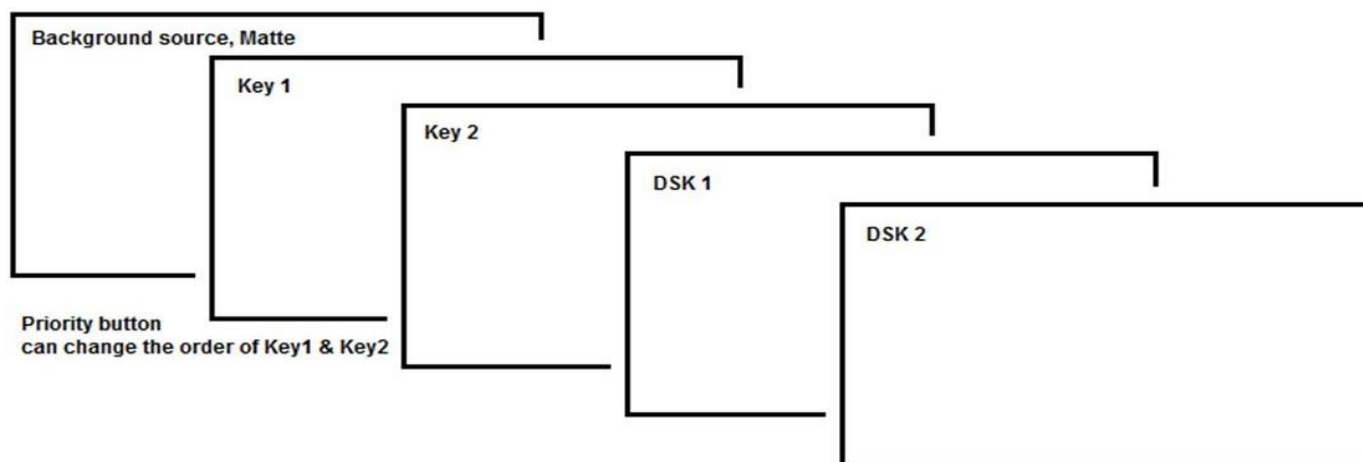 Background source, Matte
Key 1
Key 2
DSK 1
DSK 2
Priority button
can change the order of Key1 & Key2